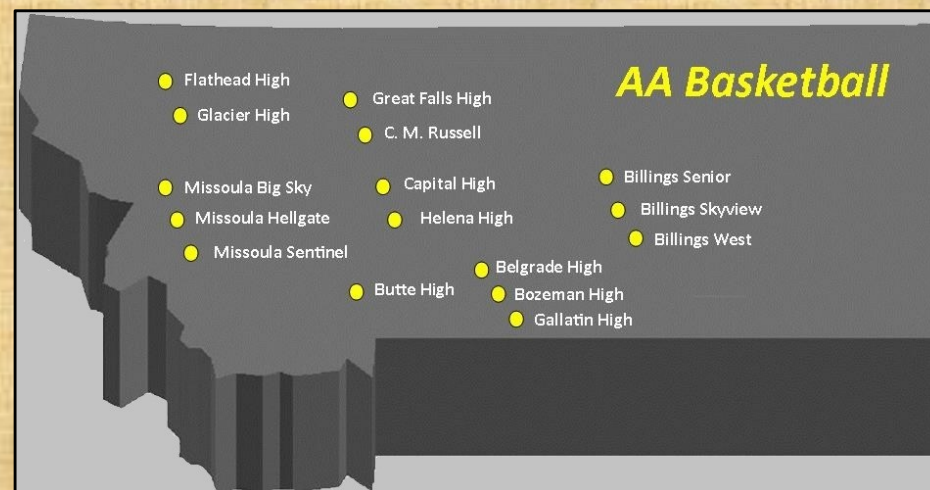 AA Basketball
Flathead High
Glacier High
Great Falls High
C. M. Russell
Missoula Big Sky
Missoula Hellgate
Missoula Sentinel
Capital High
Helena High
Billings Senior
Billings Skyview
Billings West
Butte High
Belgrade High
Bozeman High
Gallatin High